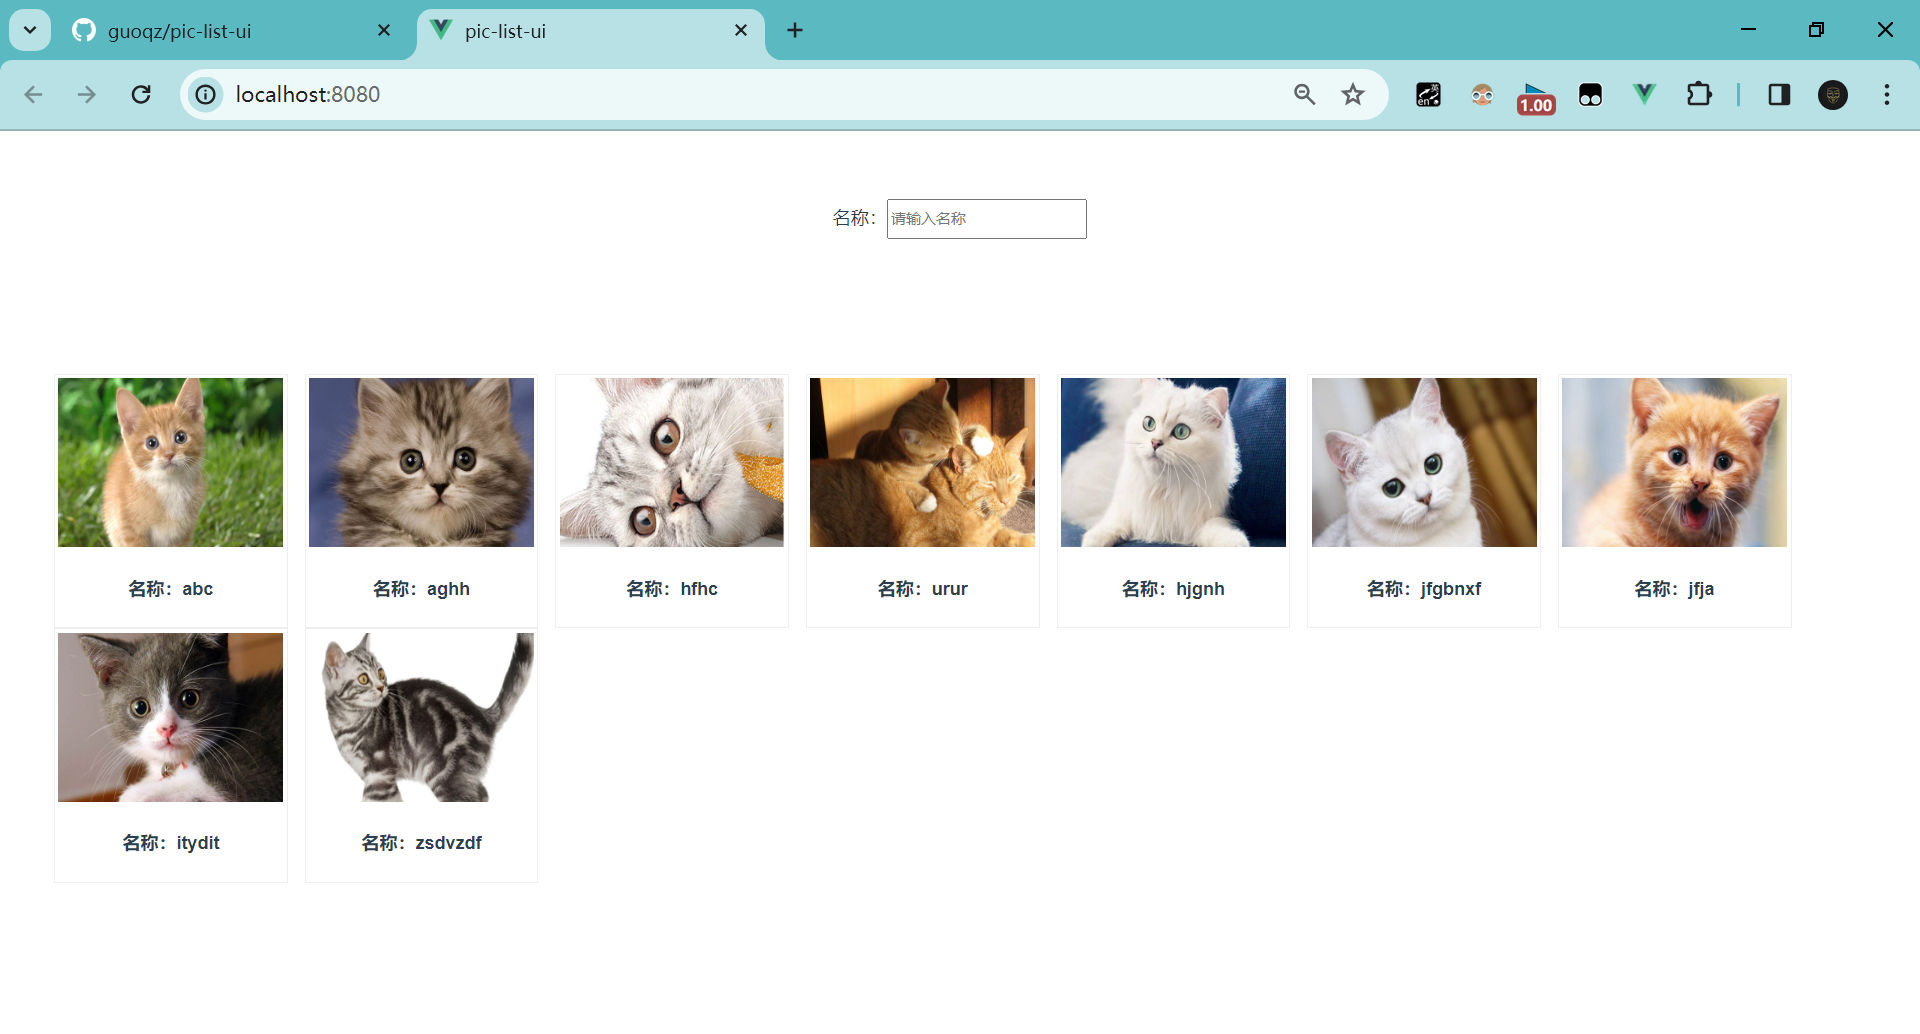 guoqz/pic-list-ui
pic-list-ui
localhost:8080
英
en
1.00
名称：
请输入名称
名称：abc
名称：aghh
名称：hfhc
名称：urur
名称：hjgnh
名称：jfgbnxf
名称：jfja
名称：itydit
名称：zsdvzdf